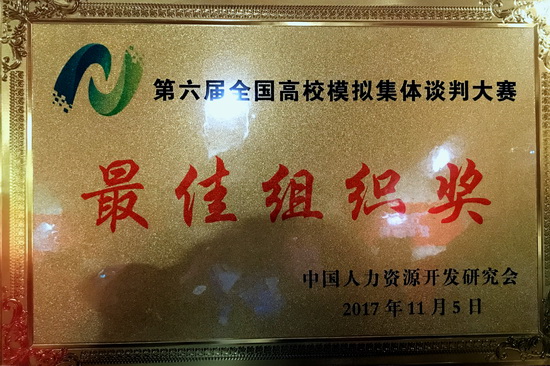 第六届全国高校模拟集体谈判大赛
最佳组织奖
中国人力资源开发研究会
2017年11月5日